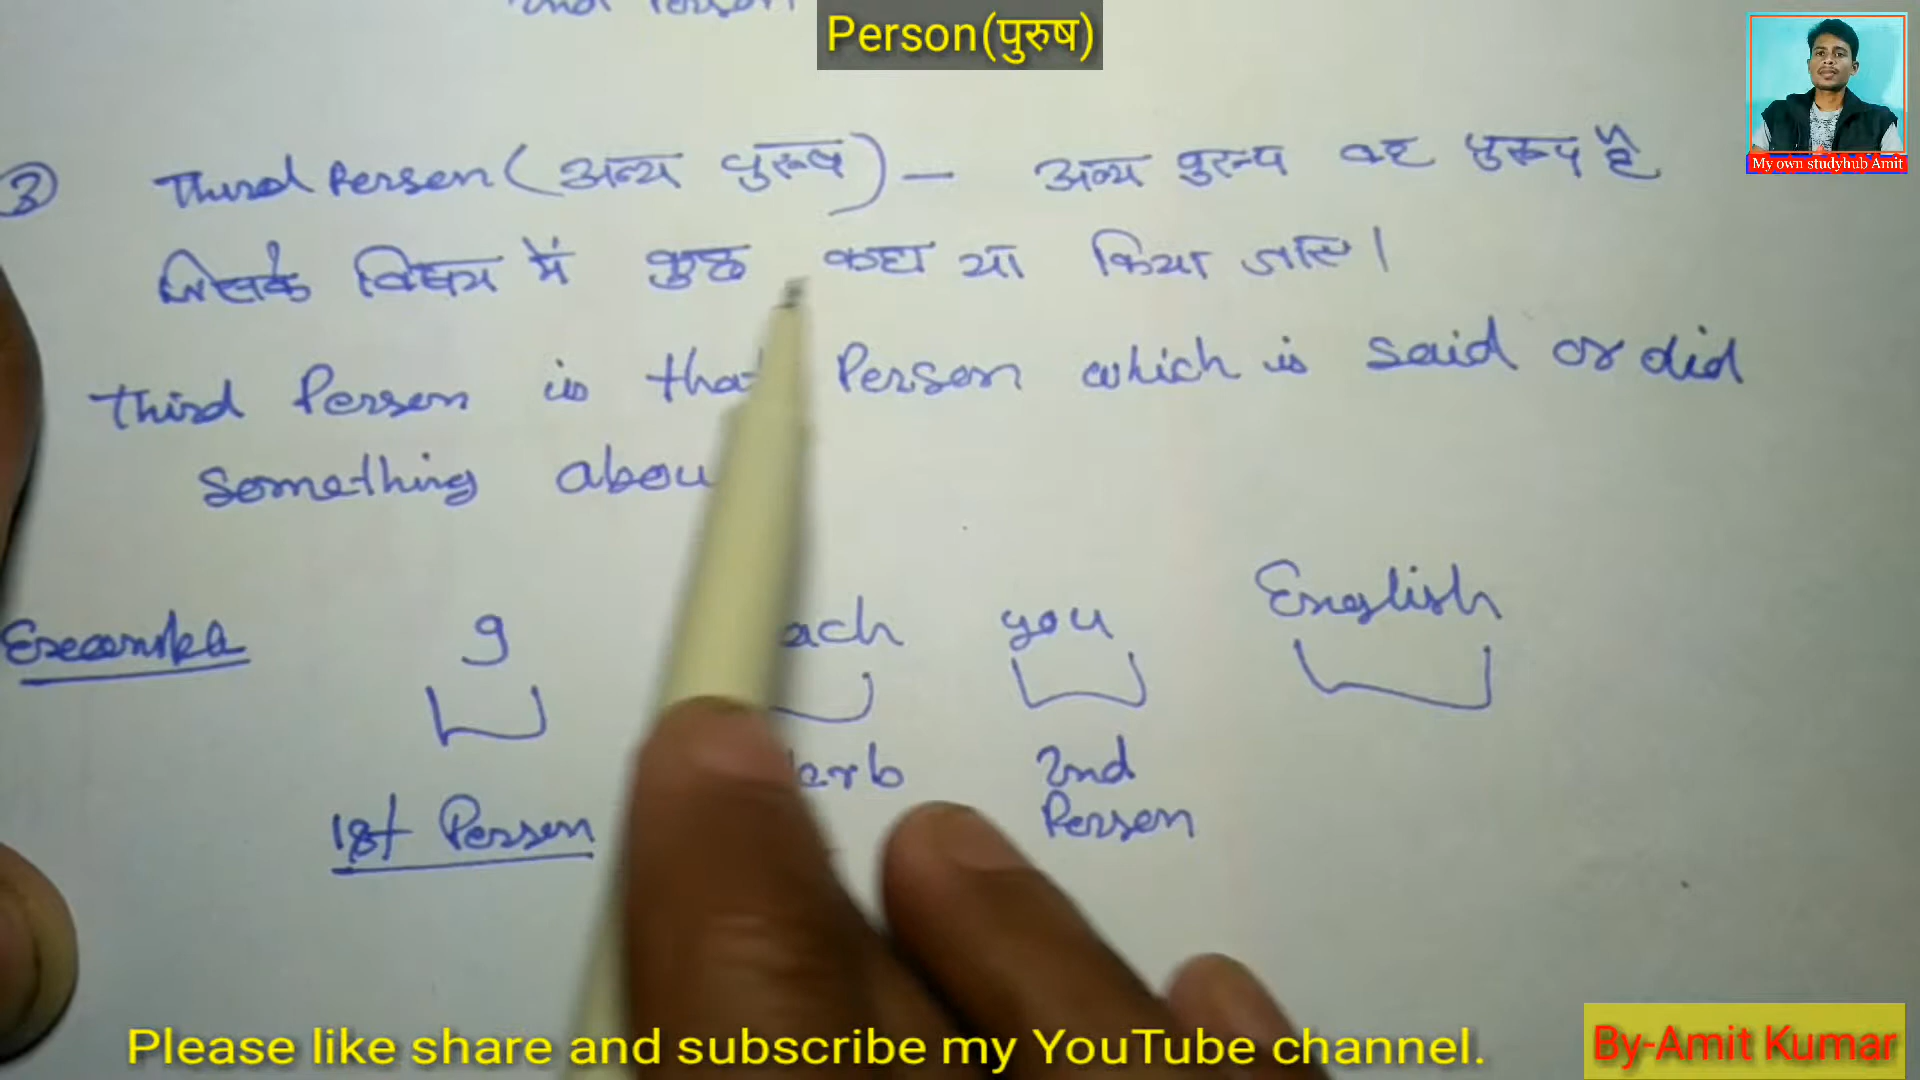 Person(पुरुष)
My own studyhub Amit
③ Third Person (अन्य पुरूष) — अन्य पुरूष वह पुरूष है
जिसके विषय में कुछ कहा या किया जाए।
Third Person is that Person which is said or did
something abou
Example I ach you English
erb 2nd
1st Person Person
Please like share and subscribe my YouTube channel.
By-Amit Kumar